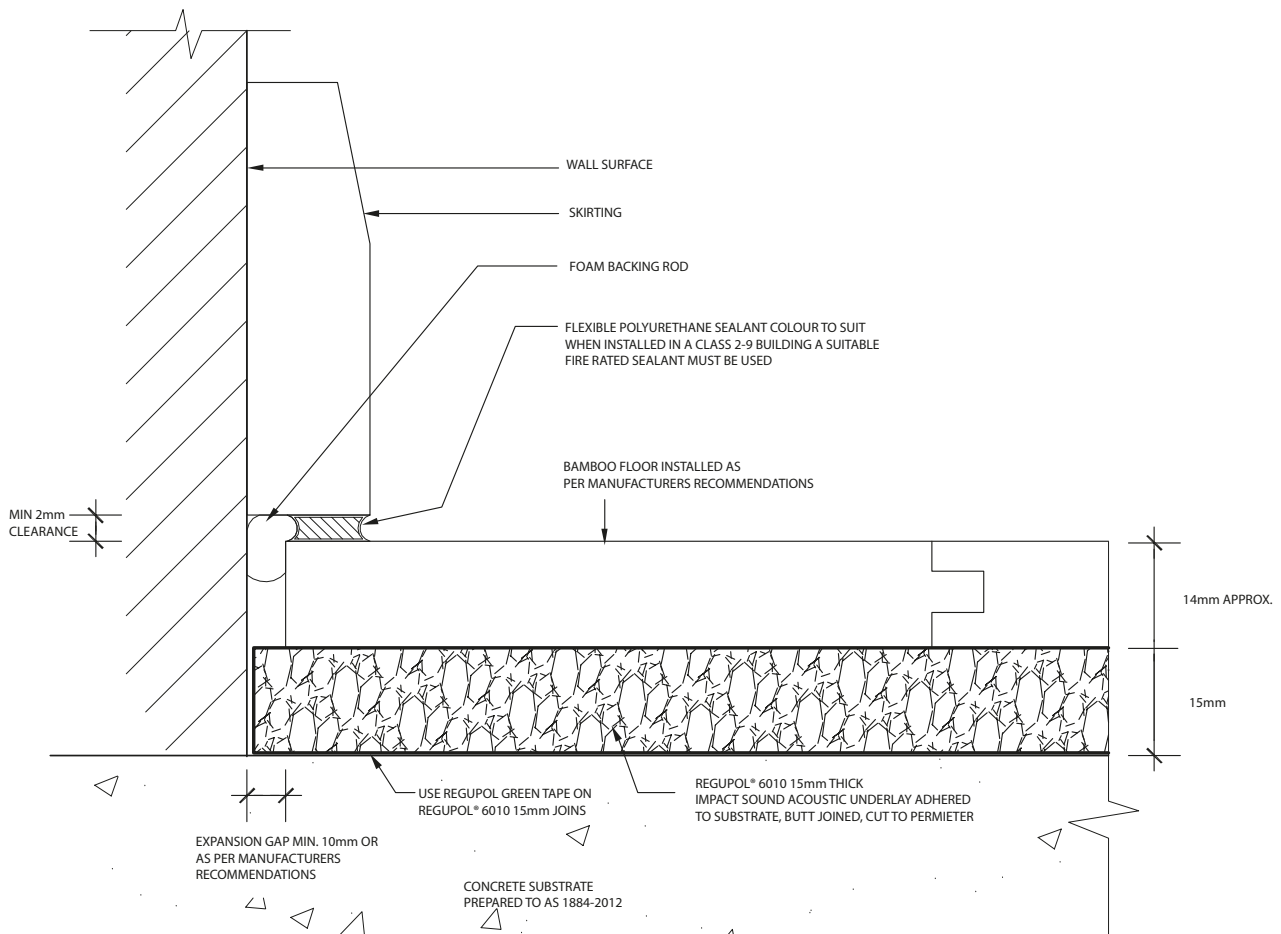 WALL SURFACE
SKIRTING
FOAM BACKING ROD
FLEXIBLE POLYURETHANE SEALANT COLOUR TO SUIT
WHEN INSTALLED IN A CLASS 2-9 BUILDING A SUITABLE
FIRE RATED SEALANT MUST BE USED
BAMBOO FLOOR INSTALLED AS
PER MANUFACTURERS RECOMMENDATIONS
MIN 2mm
CLEARANCE
14mm APPROX.
15mm
USE REGUPOL GREEN TAPE ON
REGUPOL® 6010 15mm JOINS
REGUPOL® 6010 15mm THICK
IMPACT SOUND ACOUSTIC UNDERLAY ADHERED
TO SUBSTRATE, BUTT JOINED, CUT TO PERMIETER
EXPANSION GAP MIN. 10mm OR
AS PER MANUFACTURERS
RECOMMENDATIONS
CONCRETE SUBSTRATE
PREPARED TO AS 1884-2012